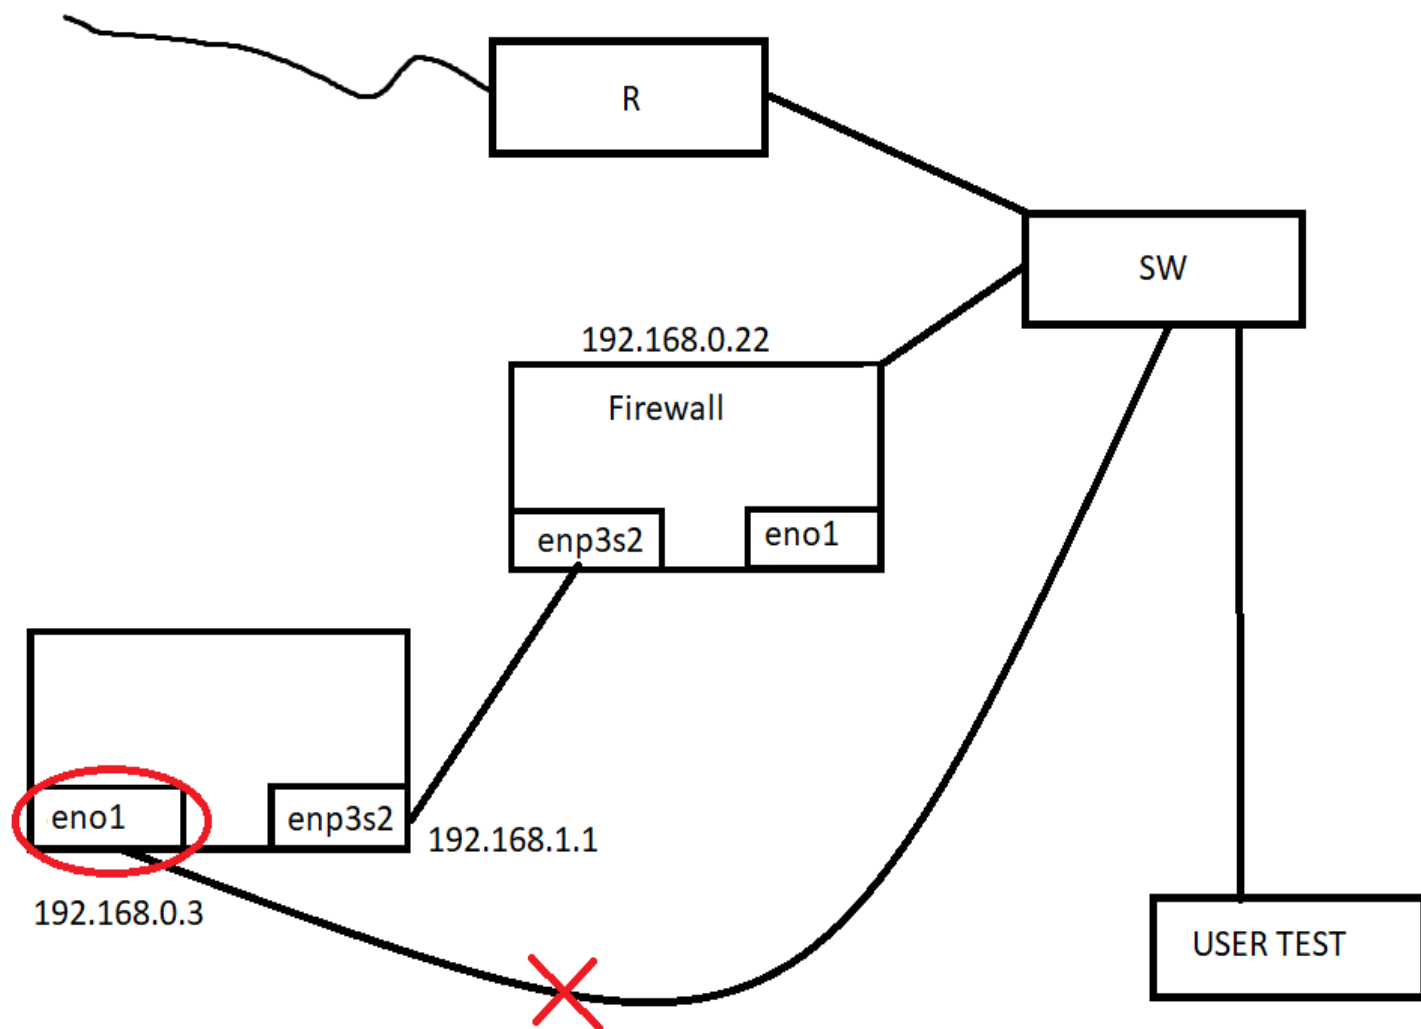 R
SW
192.168.0.22
Firewall
enp3s2
eno1
eno1
enp3s2
192.168.1.1
192.168.0.3
USER TEST